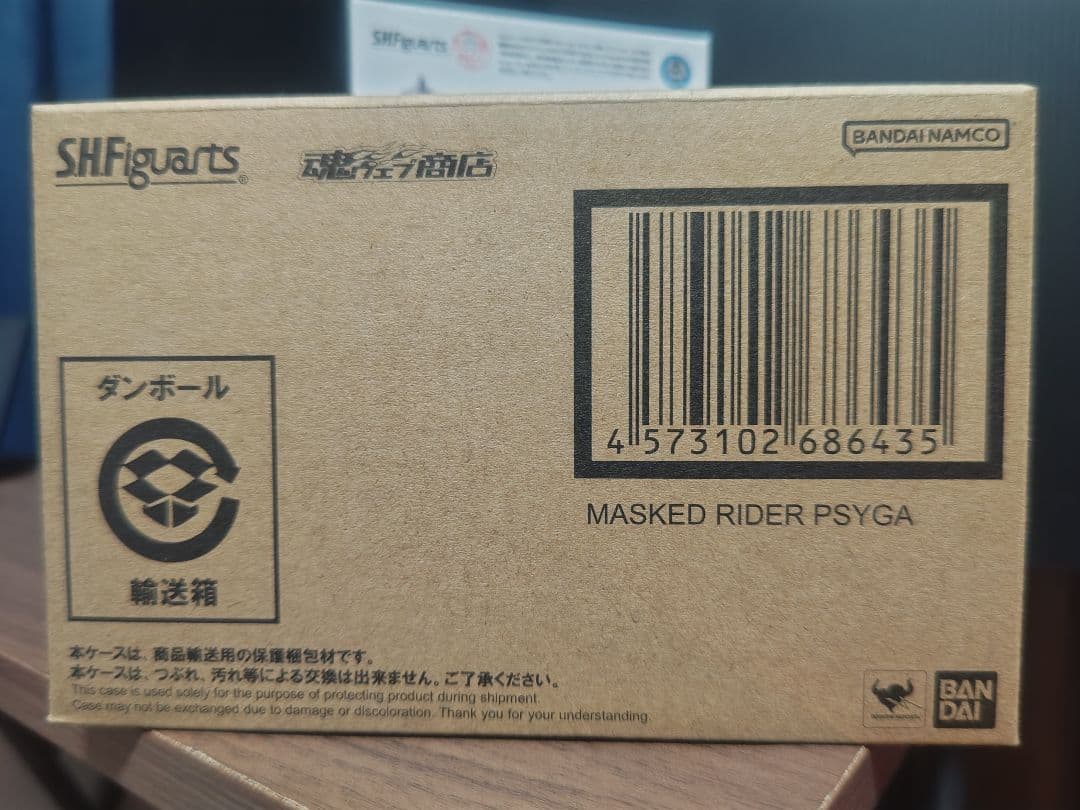 S.H.Figuarts
S.H.Figuarts®
魂ウェブ商店
BANDAI NAMCO
4 573102 686435
MASKED RIDER PSYGA
ダンボール
輸送箱
本ケースは、商品輸送用の保護梱包材です。
本ケースは、つぶれ、汚れ等による交換は出来ません。ご了承ください。
This case is used solely for the purpose of protecting product during shipment.
Case may not be exchanged due to damage or discoloration. Thank you for your understanding.
BAN
DAI